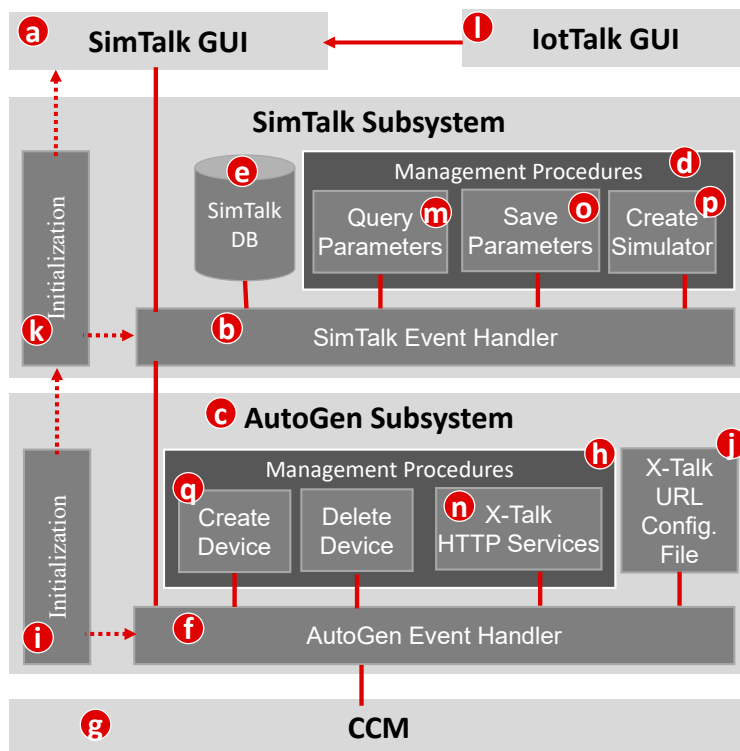 a
SimTalk GUI
l
IotTalk GUI
SimTalk Subsystem
Initialization
k
e
SimTalk
DB
Management Procedures
d
Query
Parameters
m
Save
Parameters
o
Create
Simulator
p
b
SimTalk Event Handler
c
AutoGen Subsystem
Initialization
i
Management Procedures
h
q
Create
Device
Delete
Device
n
X-Talk
HTTP Services
j
X-Talk
URL
Config.
File
f
AutoGen Event Handler
g
CCM